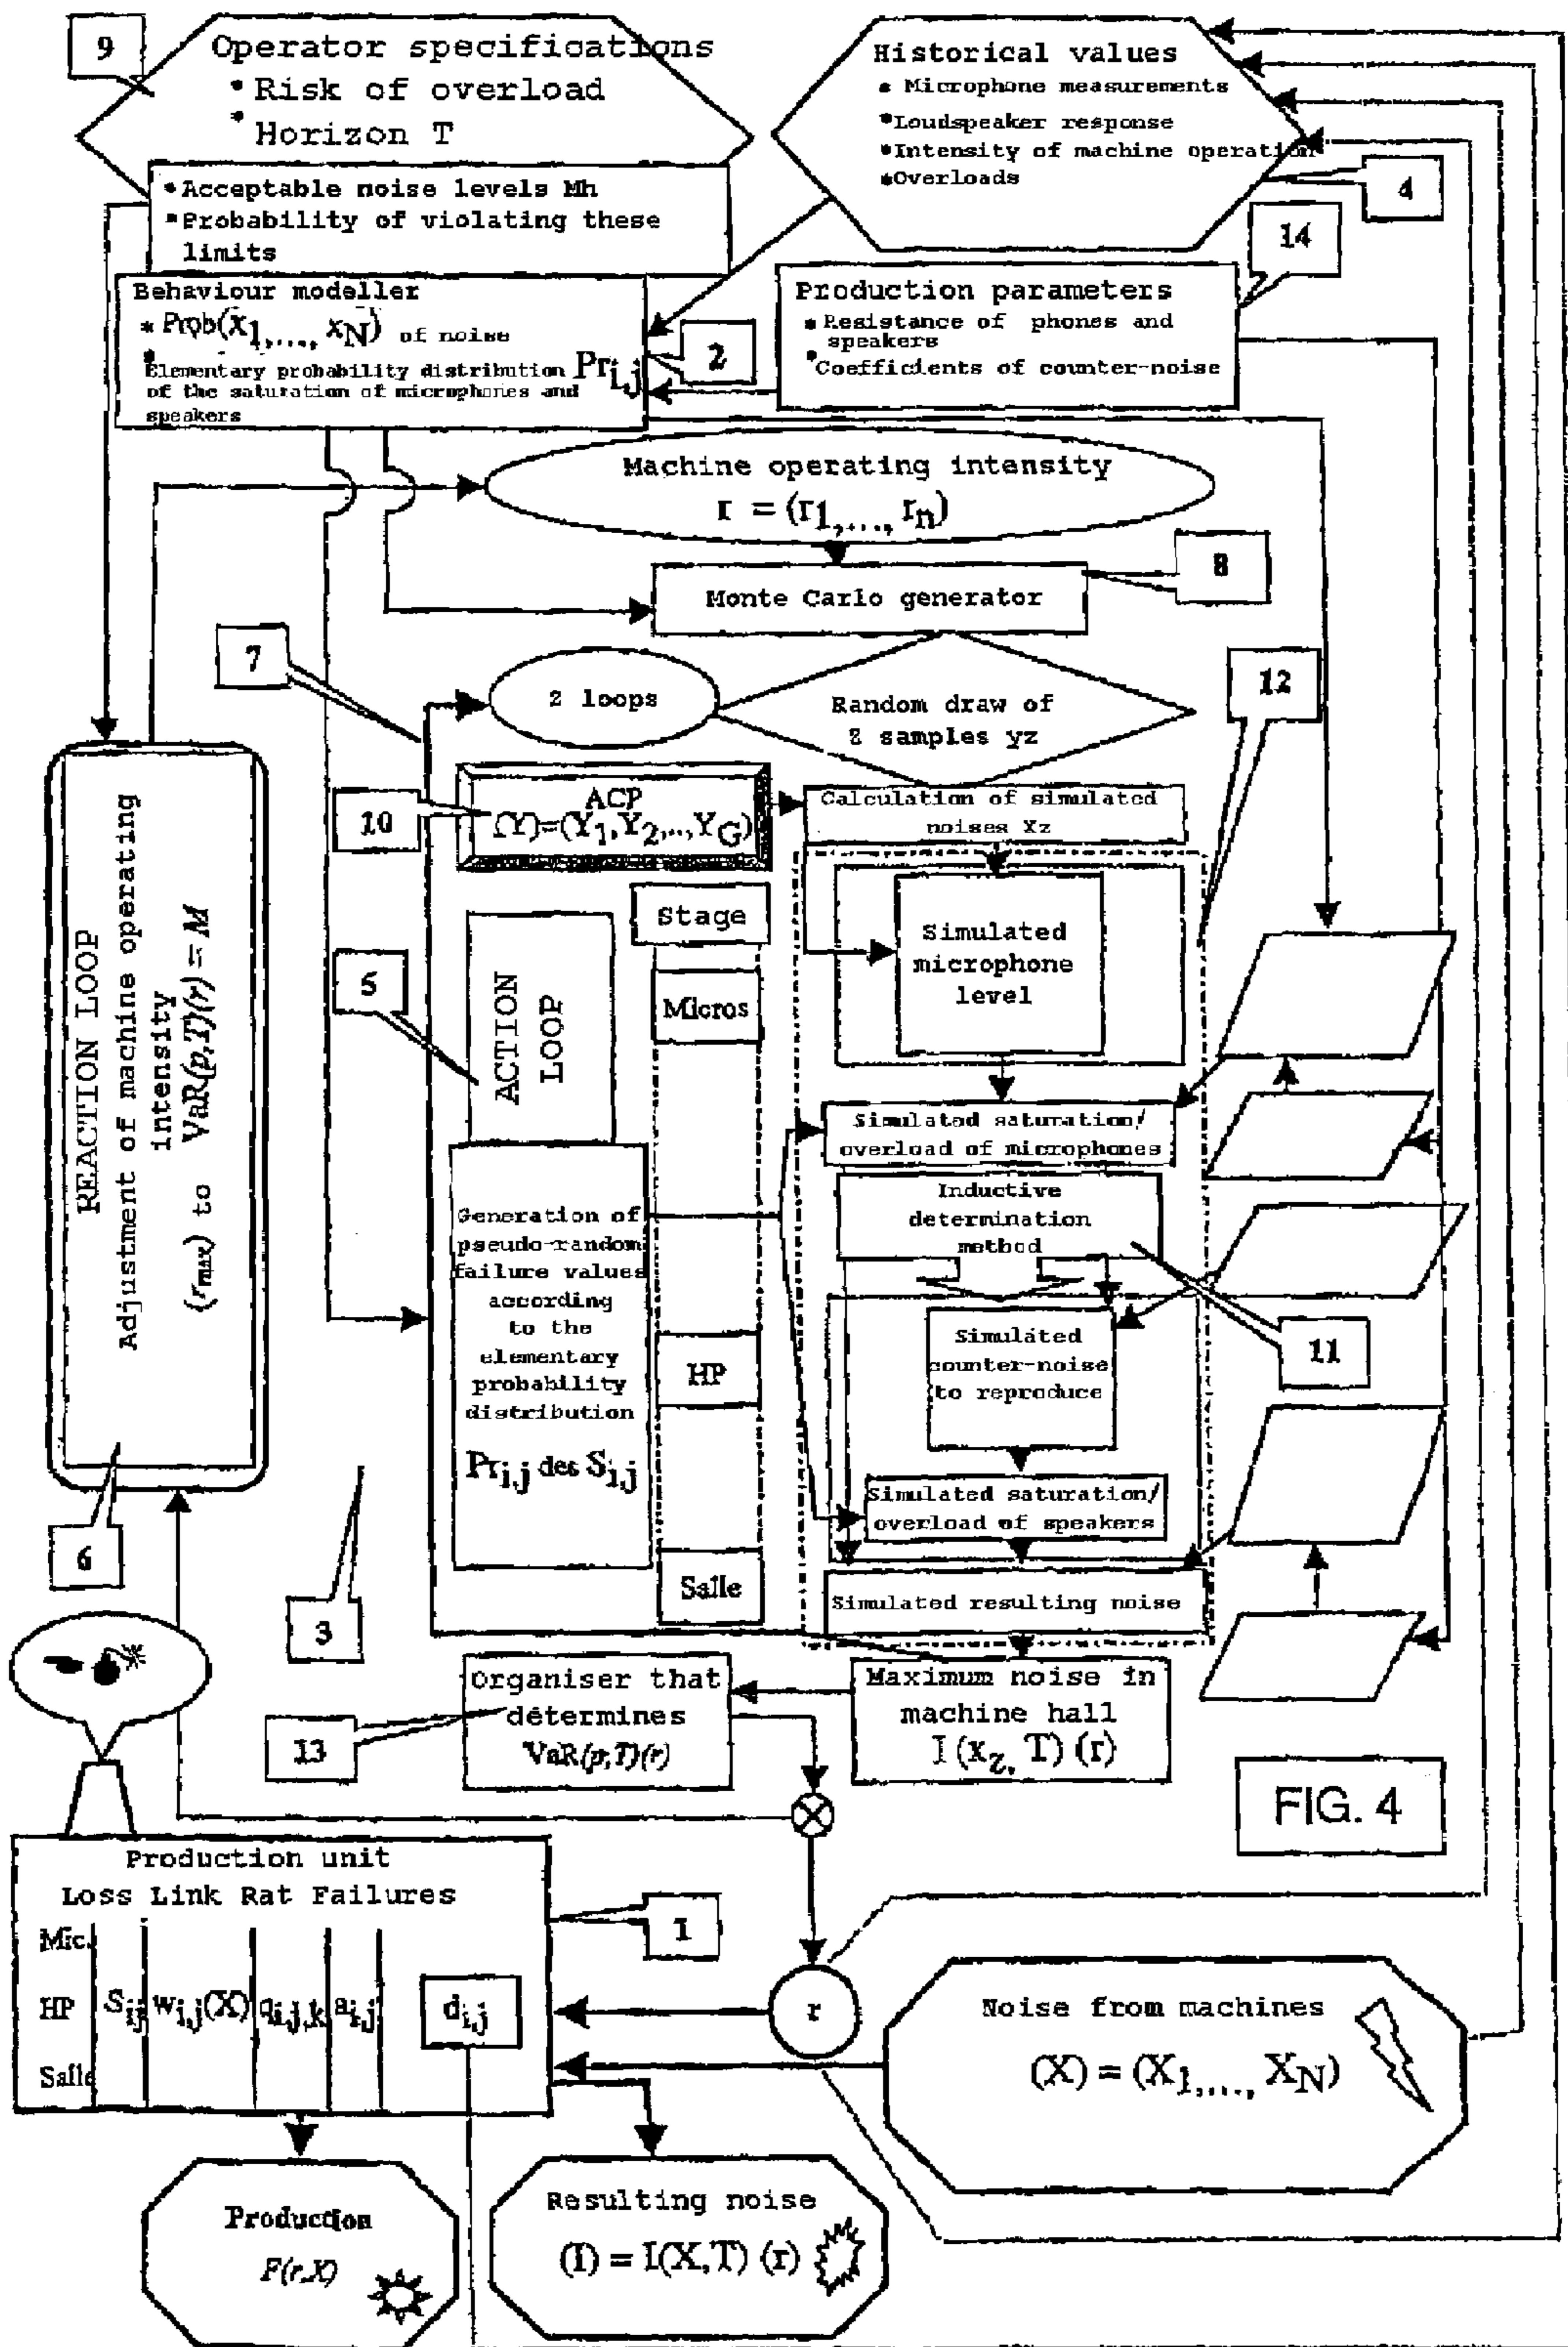 9
Operator specifications
• Risk of overload
• Horizon T
• Acceptable noise levels Mh
• Probability of violating these
limits
Historical values
• Microphone measurements
• Loudspeaker response
• Intensity of machine operation
• Overloads
4
14
Behaviour modeller
* Prob(x1,..., xN) of noise
• Elementary probability distribution Pri,j
of the saturation of microphones and
speakers
2
Production parameters
• Resistance of phones and
speakers
• Coefficients of counter-noise
Machine operating intensity
r = (r1,..., rn)
8
Monte Carlo generator
7
Z loops
Random draw of
Z samples yz
12
10
ACP
(Y)=(Y1,Y2,..,YG)
Calculation of simulated
noises Xz
REACTION LOOP
Adjustment of machine operating
intensity
(rmax) to VaR(p,T)(r) = M
6
5
ACTION
LOOP
Stage
Micros
HP
Salle
Simulated
microphone
level
Simulated saturation/
overload of microphones
Inductive
determination
method
Generation of
pseudo-random
failure values
according
to the
elementary
probability
distribution
Pri,j des Si,j
Simulated
counter-noise
to reproduce
11
Simulated saturation/
overload of speakers
Simulated resulting noise
3
Organiser that
détermines
VaR(p,T)(r)
13
Maximum noise in
machine hall
I (xz, T) (r)
FIG. 4
Production unit
Loss Link Rat Failures
Mic.
HP
Salle
Sij
wi,j(X)
qi,j,k
ai,j
di,j
1
r
Noise from machines
(X) = (X1,..., XN)
Production
F(r,X)
Resulting noise
(I) = I(X,T) (r)